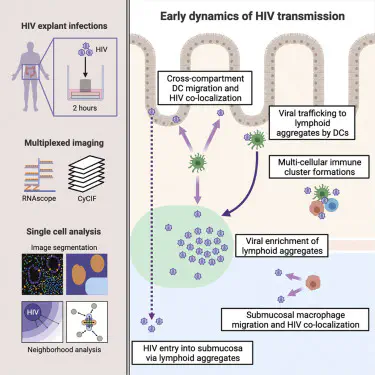 HIV explant infections
HIV
2 hours
Multiplexed imaging
RNAscope
CyCIF
Single cell analysis
Image segmentation
HIV
Neighborhood analysis
Early dynamics of HIV transmission
Cross-compartment
DC migration and
HIV co-localization
Viral trafficking to
lymphoid
aggregates by DCs
Multi-cellular immune
cluster formations
Viral enrichment of
lymphoid aggregates
Submucosal macrophage
migration and HIV co-localization
HIV entry into submucosa
via lymphoid aggregates